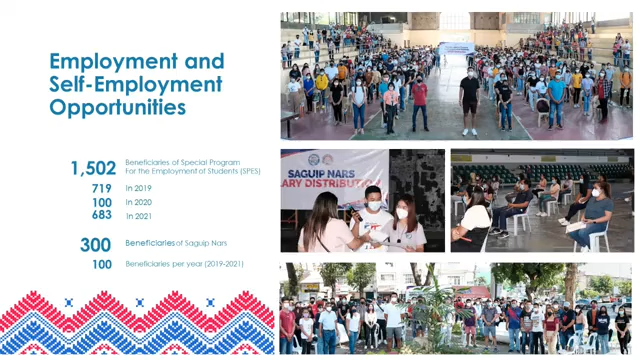 Employment and
Self-Employment
Opportunities
1,502 Beneficiaries of Special Program
For the Employment of Students (SPES)
719 In 2019
100 In 2020
683 In 2021
300 Beneficiaries of Saguip Nars
100 Beneficiaries per year (2019-2021)
SAGUIP NARS
ARY DISTRIBUT